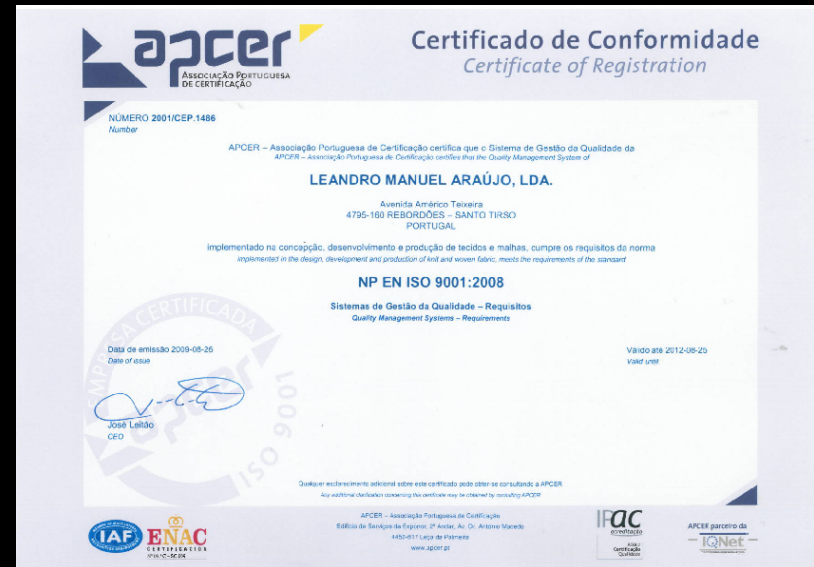 apcer
ASSOCIAÇÃO PORTUGUESA
DE CERTIFICAÇÃO
Certificado de Conformidade
Certificate of Registration
NÚMERO 2001/CEP.1486
Number
APCER – Associação Portuguesa de Certificação certifica que o Sistema de Gestão da Qualidade da
APCER – Associação Portuguesa de Certificação certifies that the Quality Management System of
LEANDRO MANUEL ARAÚJO, LDA.
Avenida Américo Teixeira
4795-160 REBORDÕES – SANTO TIRSO
PORTUGAL
implementado na concepção, desenvolvimento e produção de tecidos e malhas, cumpre os requisitos da norma
implemented in the design, development and production of knit and woven fabric, meets the requirements of the standard
NP EN ISO 9001:2008
Sistemas de Gestão da Qualidade – Requisitos
Quality Management Systems – Requirements
EMPRESA CERTIFICADA
apcer
ISO 9001
Data de emissão 2009-08-26
Date of issue
Válido até 2012-08-25
Valid until
José Leitão
CEO
Qualquer esclarecimento adicional sobre este certificado pode obter-se consultando a APCER
Any additional clarification concerning this certificate may be obtained by consulting APCER
APCER – Associação Portuguesa de Certificação
Edifício de Serviços da Exponor, 2º Andar, Av. Dr. António Macedo
4450-617 Leça da Palmeira
www.apcer.pt
IAF
ENAC
CERTIFICACIÓN
IPac
acreditação
Certificação
APCER parceiro da
IQNet